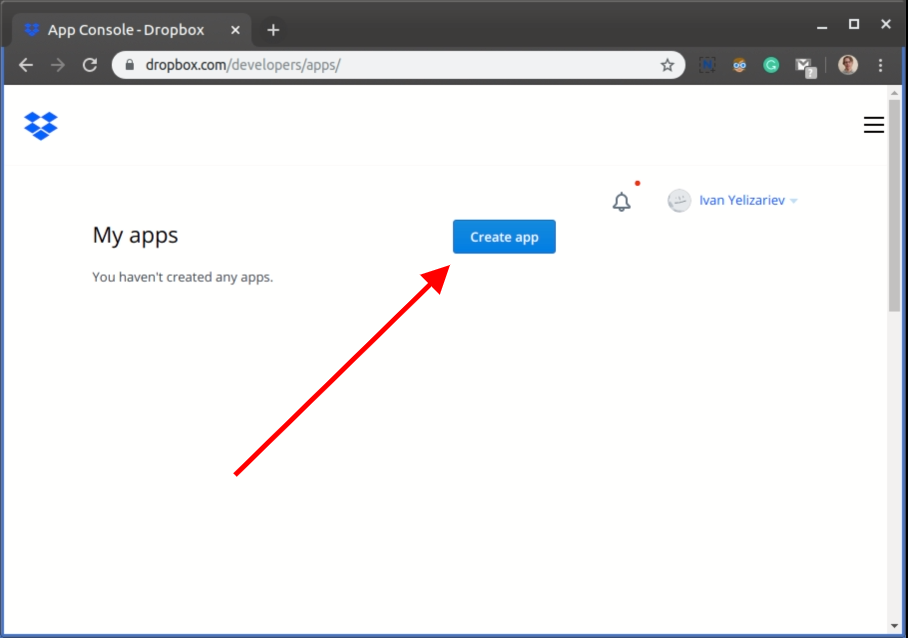 App Console - Dropbox
dropbox.com/developers/apps/
Ivan Yelizariev
My apps
Create app
You haven't created any apps.